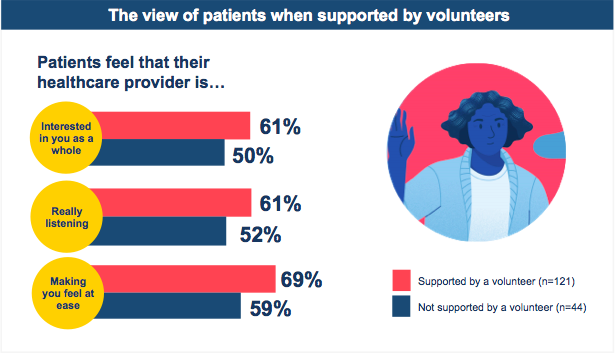 The view of patients when supported by volunteers
Patients feel that their
healthcare provider is…
Interested
in you as a
whole
61%
50%
Really
listening
61%
52%
Making
you feel at
ease
69%
59%
Supported by a volunteer (n=121)
Not supported by a volunteer (n=44)